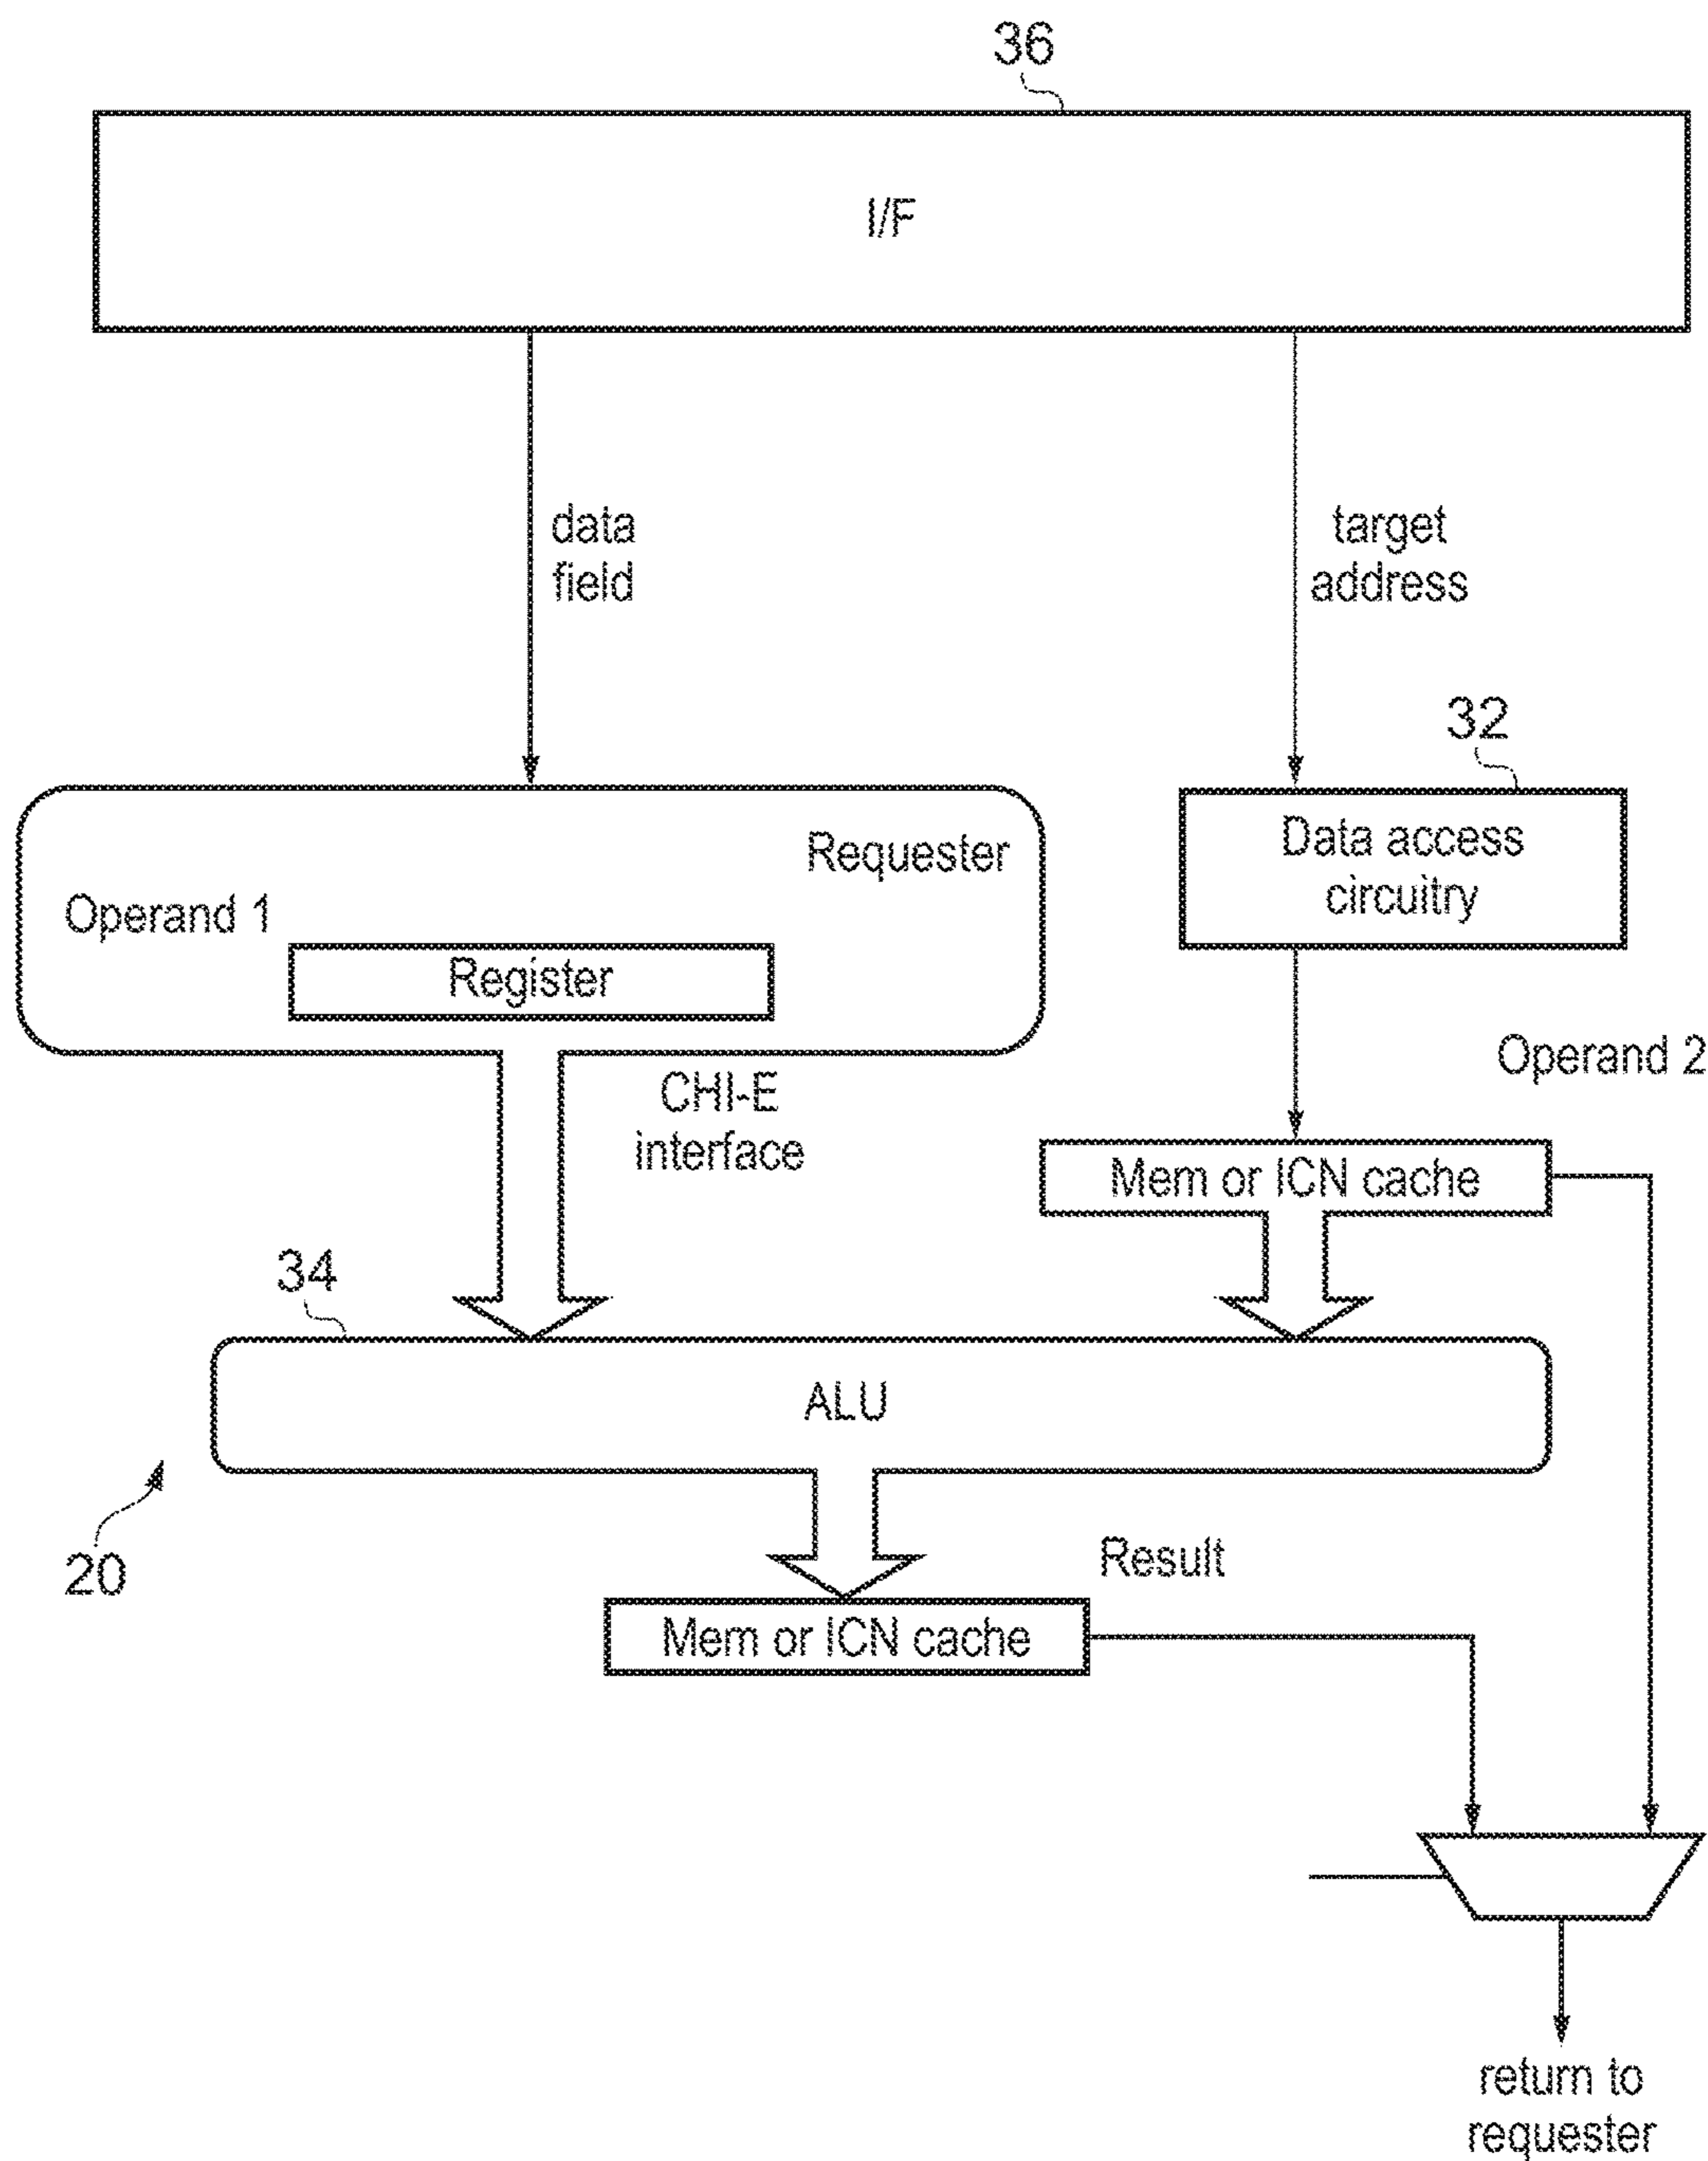 36
I/F
data
field
target
address
32
Data access
circuitry
Requester
Operand 1
Register
Operand 2
CHI-E
interface
Mem or ICN cache
34
ALU
20
Result
Mem or ICN cache
return to
requester